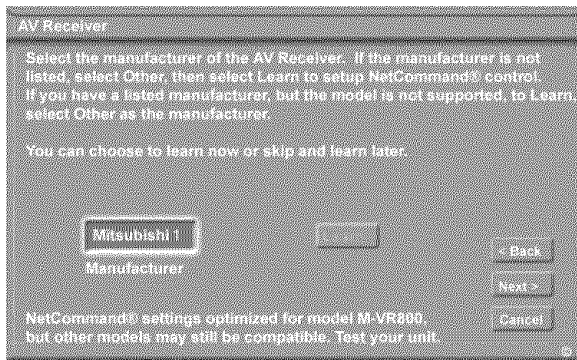 AV Receiver
Select the manufacturer of the AV Receiver. If the manufacturer is not
listed, select Other, then select Learn to setup NetCommand® control.
If you have a listed manufacturer, but the model is not supported, to Learn
select Other as the manufacturer.
You can choose to learn now or skip and learn later.
Mitsubishi 1
Manufacturer
< Back
Next >
Cancel
NetCommand® settings optimized for model M-VR800,
but other models may still be compatible. Test your unit.